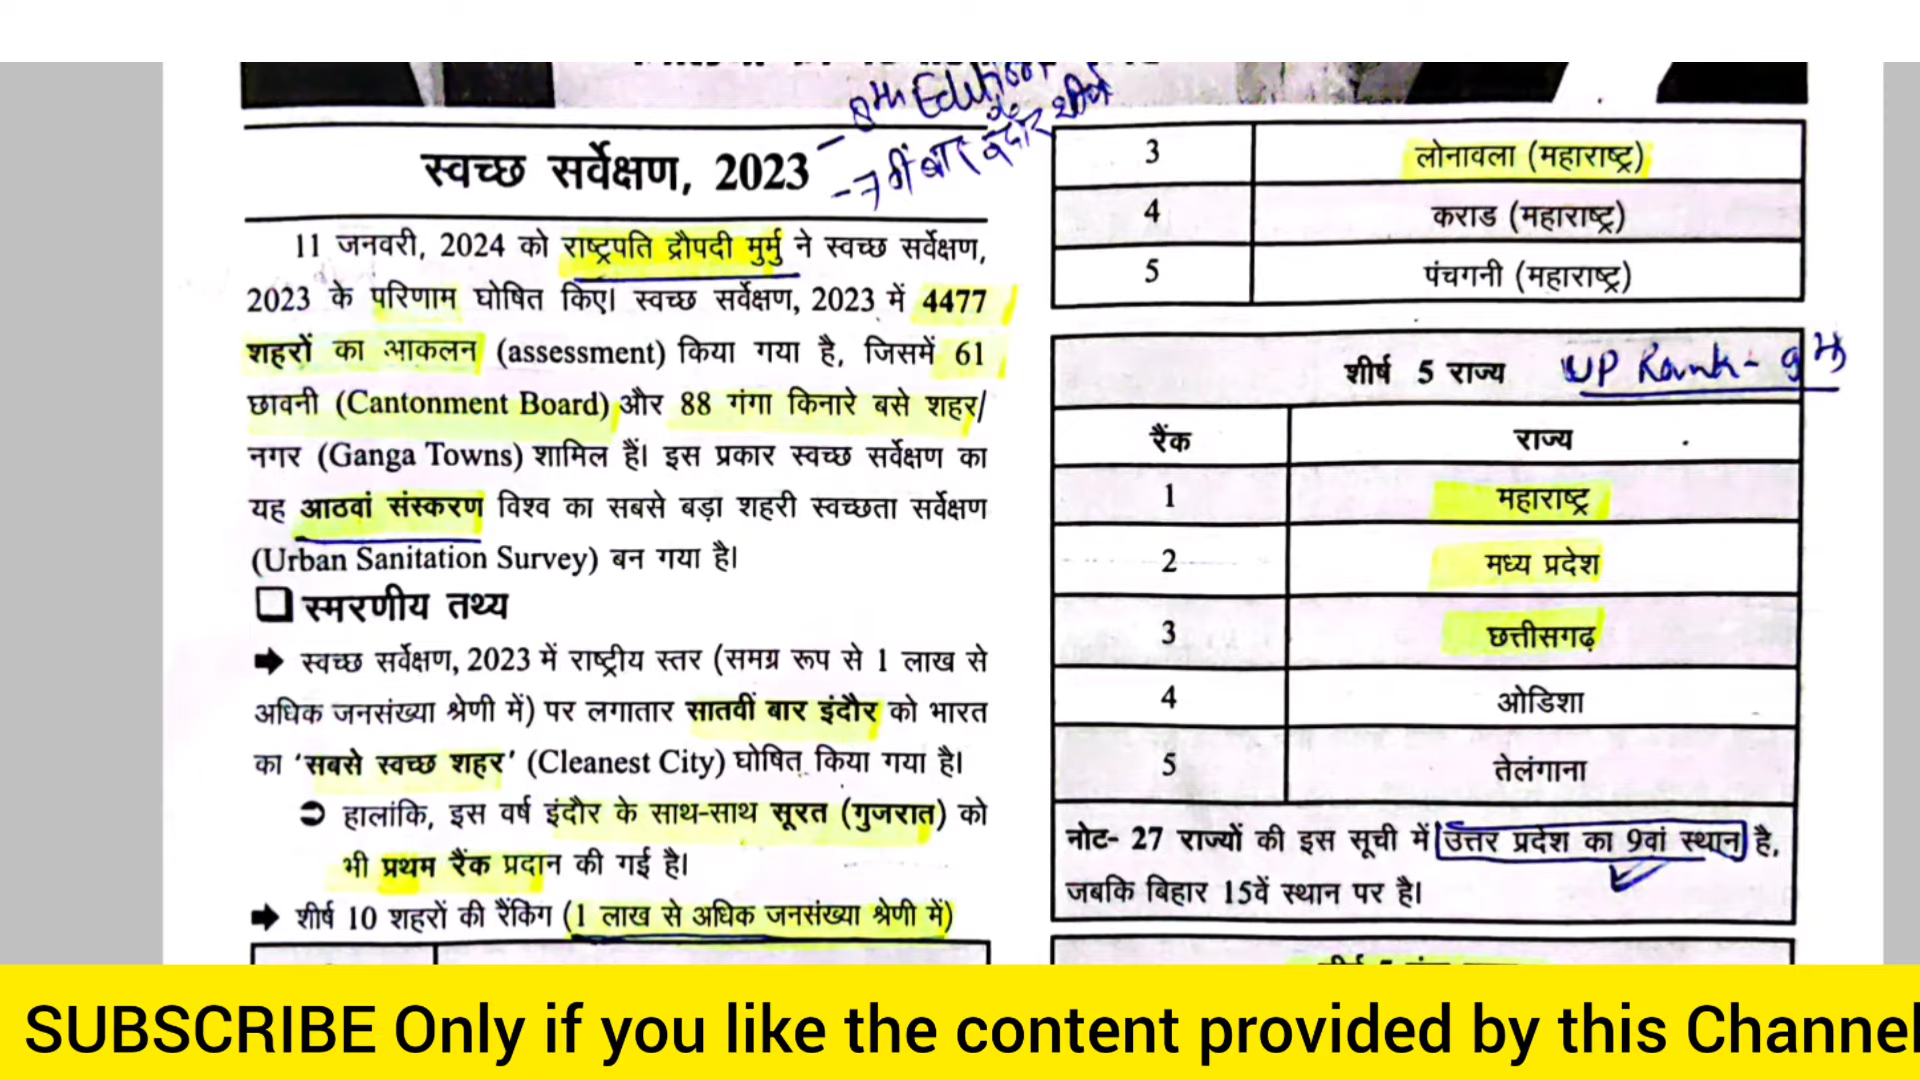 - 8th Edition
- 7 वीं बार इंदौर शीर्ष
स्वच्छ सर्वेक्षण, 2023
11 जनवरी, 2024 को राष्ट्रपति द्रौपदी मुर्मु ने स्वच्छ सर्वेक्षण,
2023 के परिणाम घोषित किए। स्वच्छ सर्वेक्षण, 2023 में 4477
शहरों का आकलन (assessment) किया गया है, जिसमें 61
छावनी (Cantonment Board) और 88 गंगा किनारे बसे शहर/
नगर (Ganga Towns) शामिल हैं। इस प्रकार स्वच्छ सर्वेक्षण का
यह आठवां संस्करण विश्व का सबसे बड़ा शहरी स्वच्छता सर्वेक्षण
(Urban Sanitation Survey) बन गया है।
स्मरणीय तथ्य
स्वच्छ सर्वेक्षण, 2023 में राष्ट्रीय स्तर (समग्र रूप से 1 लाख से
अधिक जनसंख्या श्रेणी में) पर लगातार सातवीं बार इंदौर को भारत
का ‘सबसे स्वच्छ शहर’ (Cleanest City) घोषित किया गया है।
हालांकि, इस वर्ष इंदौर के साथ-साथ सूरत (गुजरात) को
भी प्रथम रैंक प्रदान की गई है।
शीर्ष 10 शहरों की रैंकिंग (1 लाख से अधिक जनसंख्या श्रेणी में)
3 लोनावला (महाराष्ट्र)
4 कराड (महाराष्ट्र)
5 पंचगनी (महाराष्ट्र)
शीर्ष 5 राज्य UP Rank - 9th
रैंक राज्य
1 महाराष्ट्र
2 मध्य प्रदेश
3 छत्तीसगढ़
4 ओडिशा
5 तेलंगाना
नोट- 27 राज्यों की इस सूची में उत्तर प्रदेश का 9वां स्थान है,
जबकि बिहार 15वें स्थान पर है।
SUBSCRIBE Only if you like the content provided by this Channel